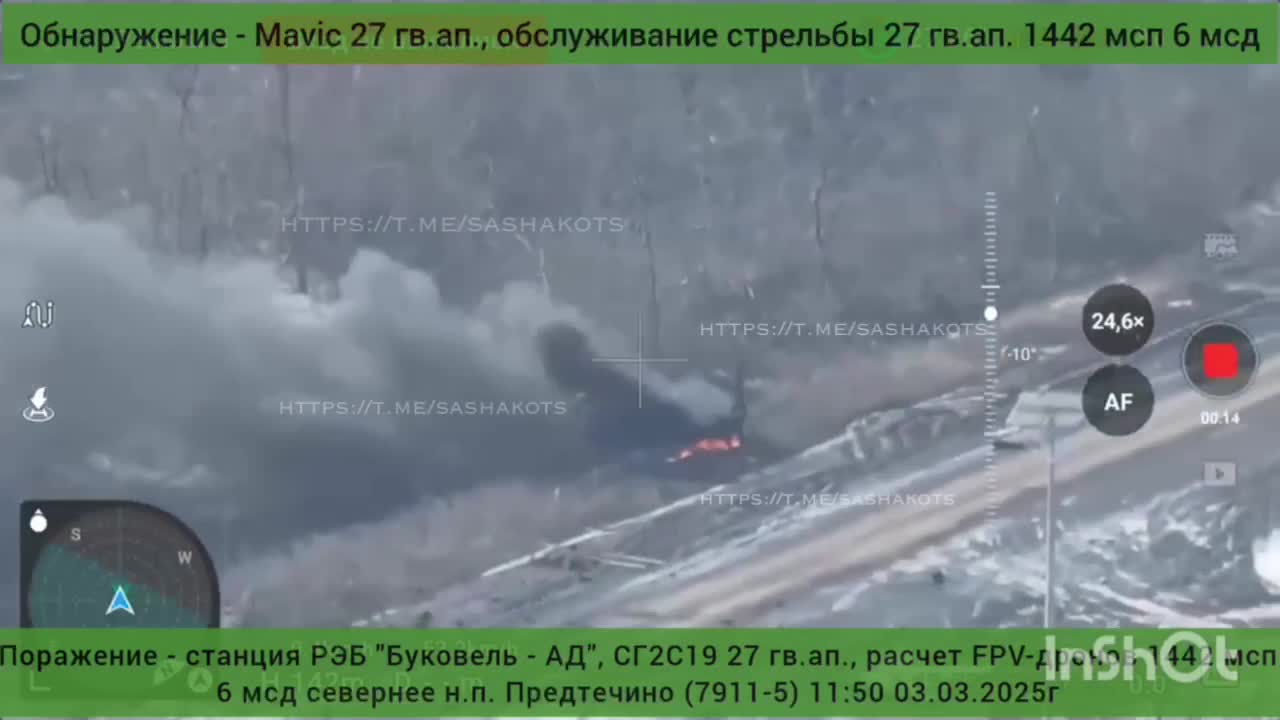 Обнаружение - Mavic 27 гв.ап., обслуживание стрельбы 27 гв.ап. 1442 мсп 6 мсд
HTTPS://T.ME/SASHAKOTS
HTTPS://T.ME/SASHAKOTS
24,6×
-10°
HTTPS://T.ME/SASHAKOTS
AF
00:14
HTTPS://T.ME/SASHAKOTS
S
W
Поражение - станция РЭБ "Буковель - АД", СГ2С19 27 гв.ап., расчет FPV-дронов 1442 мсп
6 мсд севернее н.п. Предтечино (7911-5) 11:50 03.03.2025г
InShOt
H 142m
0.0